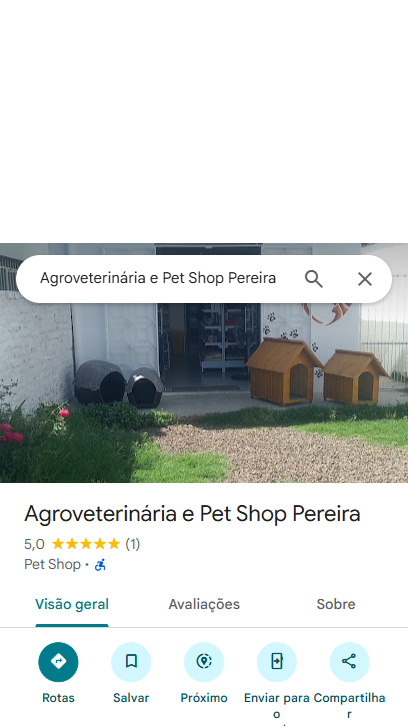 Agroveterinária e Pet Shop Pereira
Agroveterinária e Pet Shop Pereira
5,0 (1)
Pet Shop ·
Visão geral Avaliações Sobre
Rotas Salvar Próximo Enviar para o Compartilhar